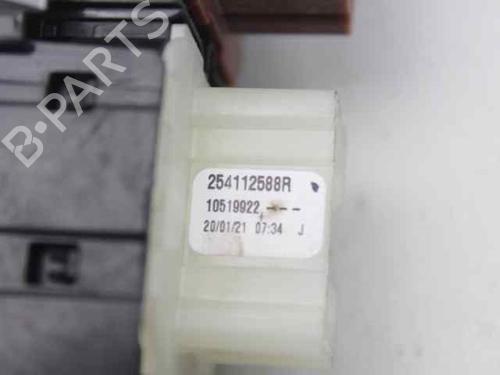 B-PARTS
254112588R
10519922 - - -
20/01/21 07:34 J